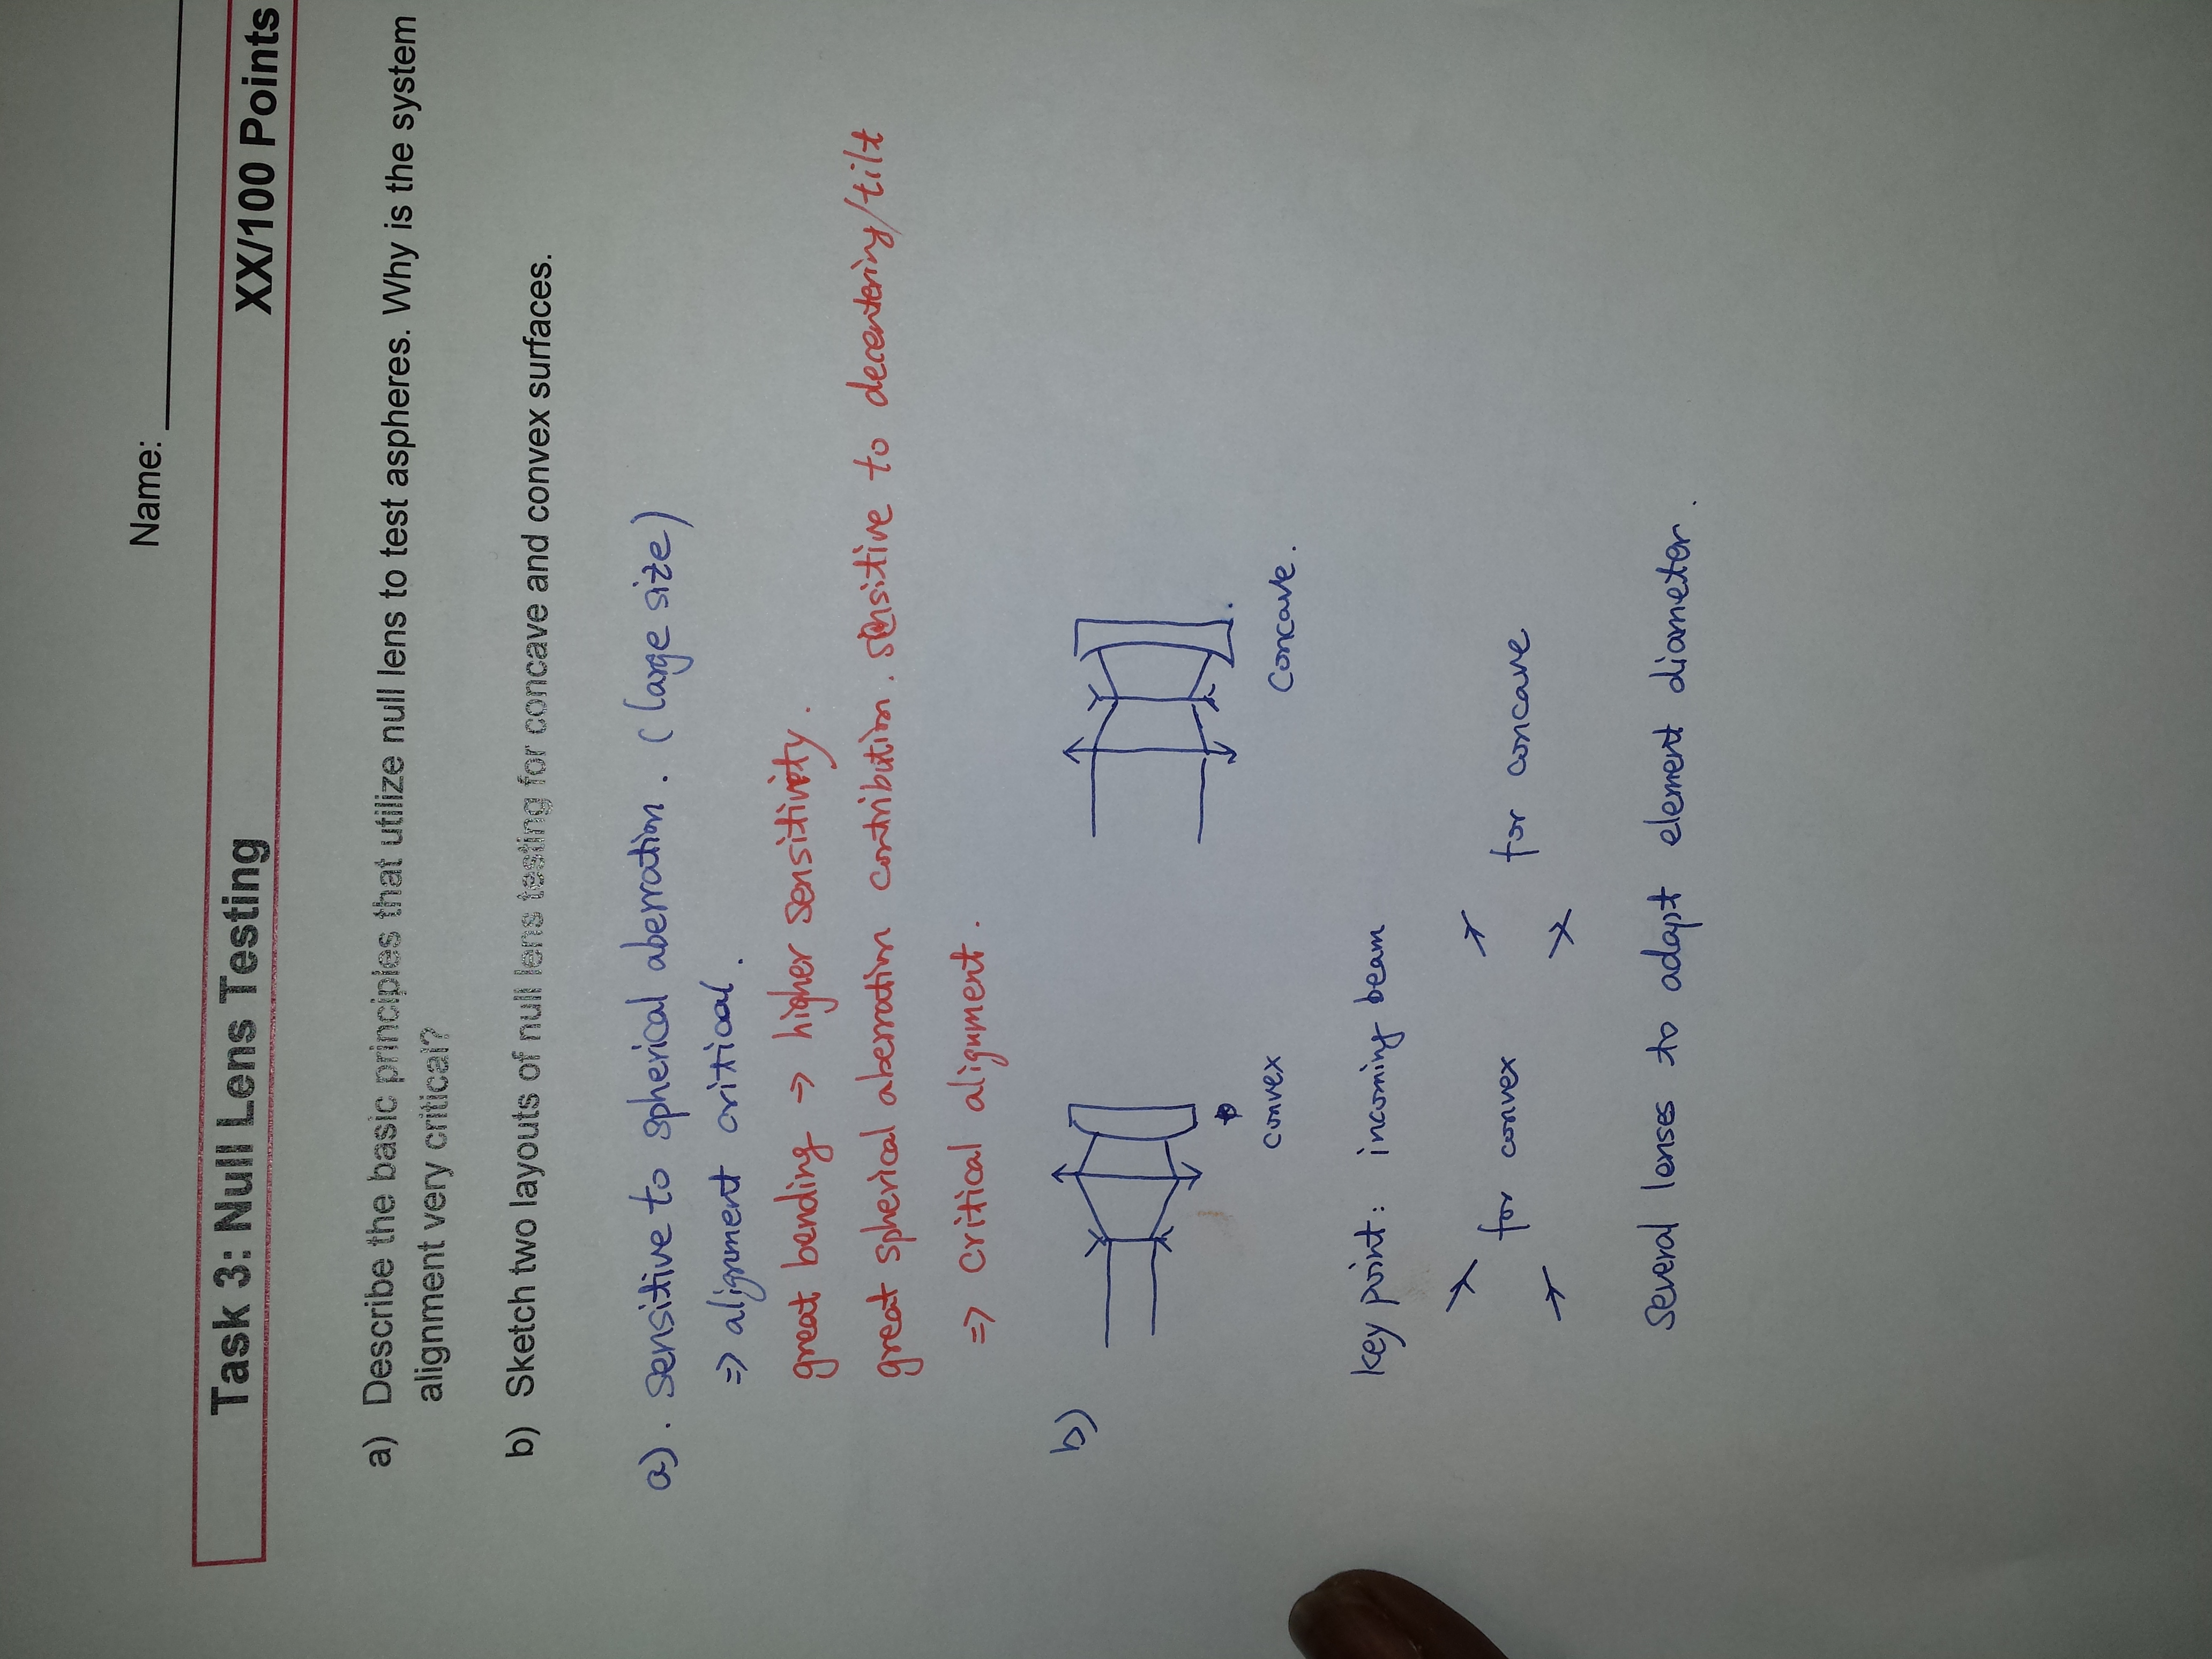 Name:
Task 3: Null Lens Testing XX/100 Points
a) Describe the basic principles that utilize null lens to test aspheres. Why is the system
alignment very critical?
b) Sketch two layouts of null lens testing for concave and convex surfaces.
a). sensitive to spherical aberration. (large size)
=> alignment critical.
great bending → higher sensitivity.
great spherical aberration contribution. sensitive to decentering/tilt
=> critical alignment.
b)
convex concave.
key point: incoming beam
for convex for concave
several lenses to adapt element diameter.